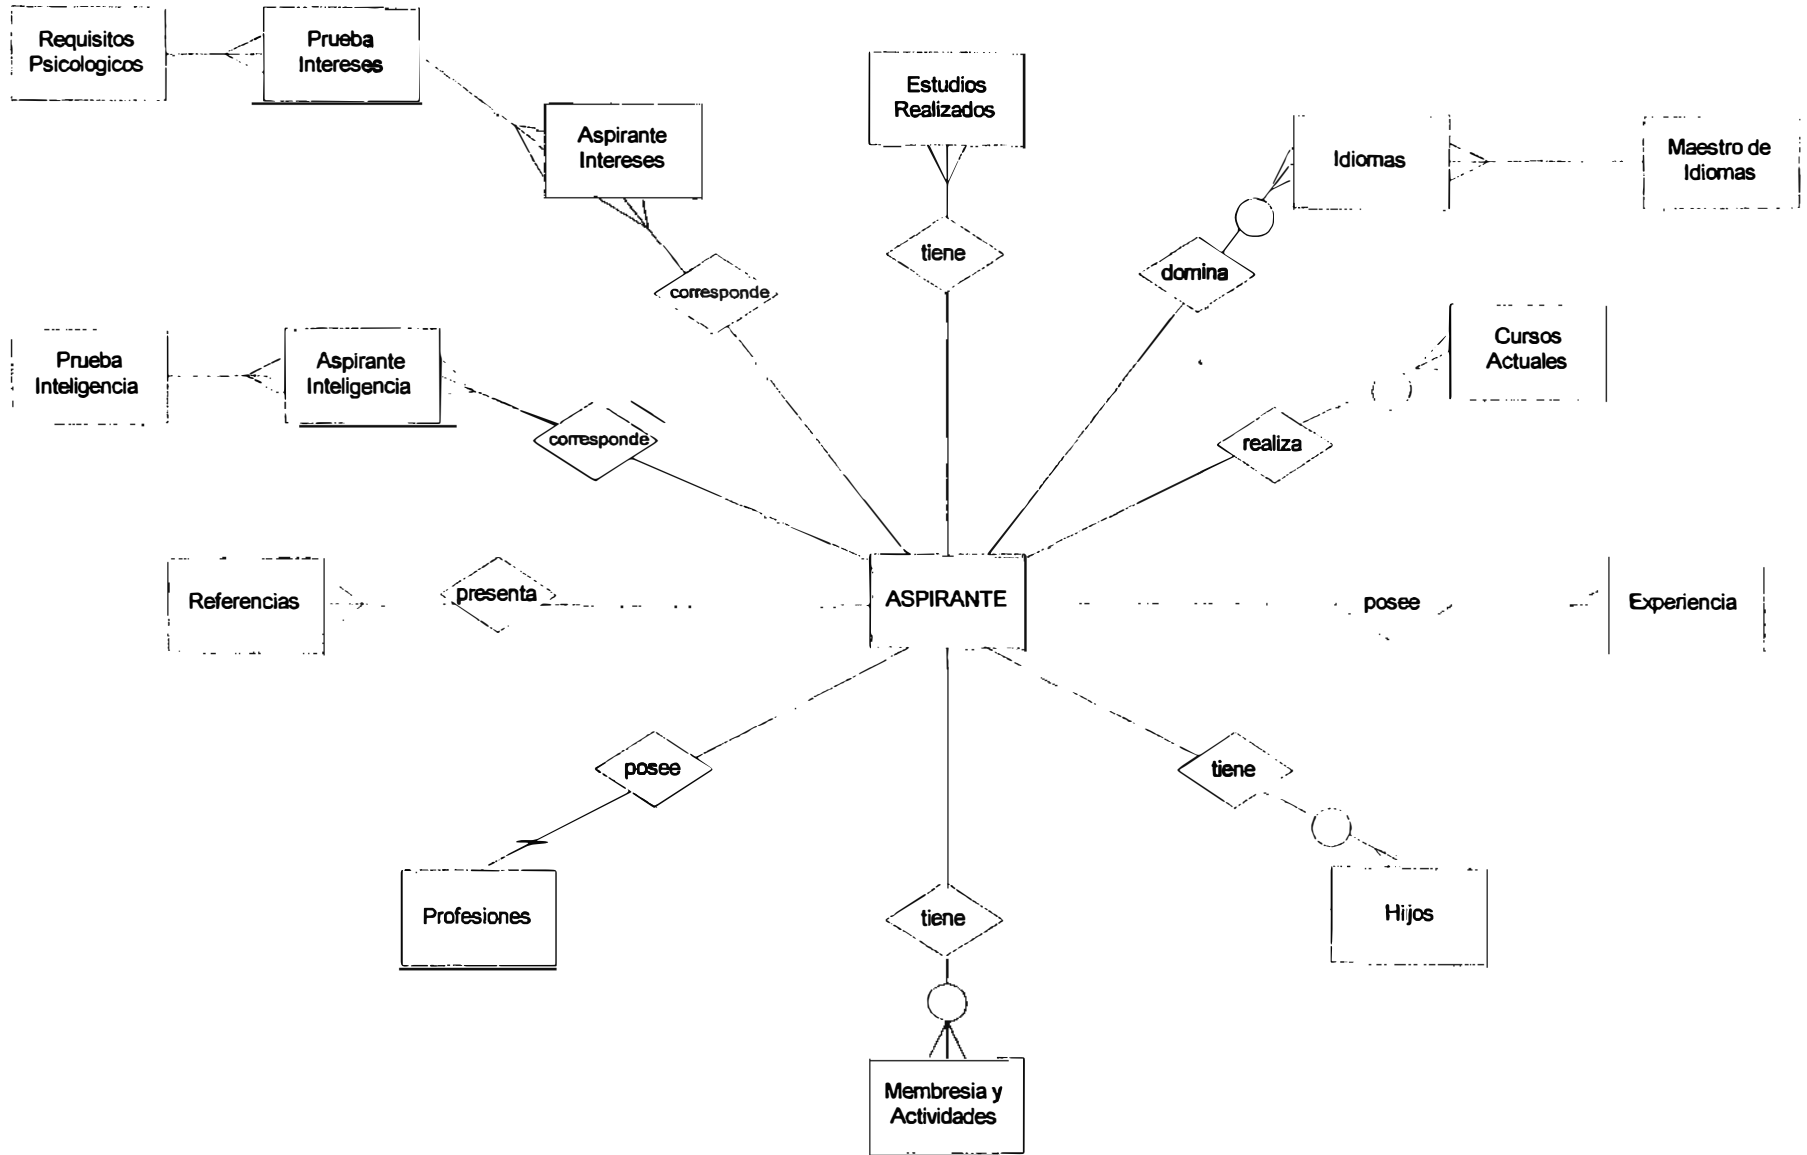 Requisitos
Psicologicos
Prueba
Intereses
Aspirante
Intereses
Estudios
Realizados
Idiomas
Maestro de
Idiomas
corresponde
tiene
domina
Prueba
Inteligencia
Aspirante
Inteligencia
corresponde
realiza
Cursos
Actuales
Referencias
presenta
ASPIRANTE
posee
Experiencia
posee
tiene
Profesiones
tiene
Hijos
Membresia y
Actividades